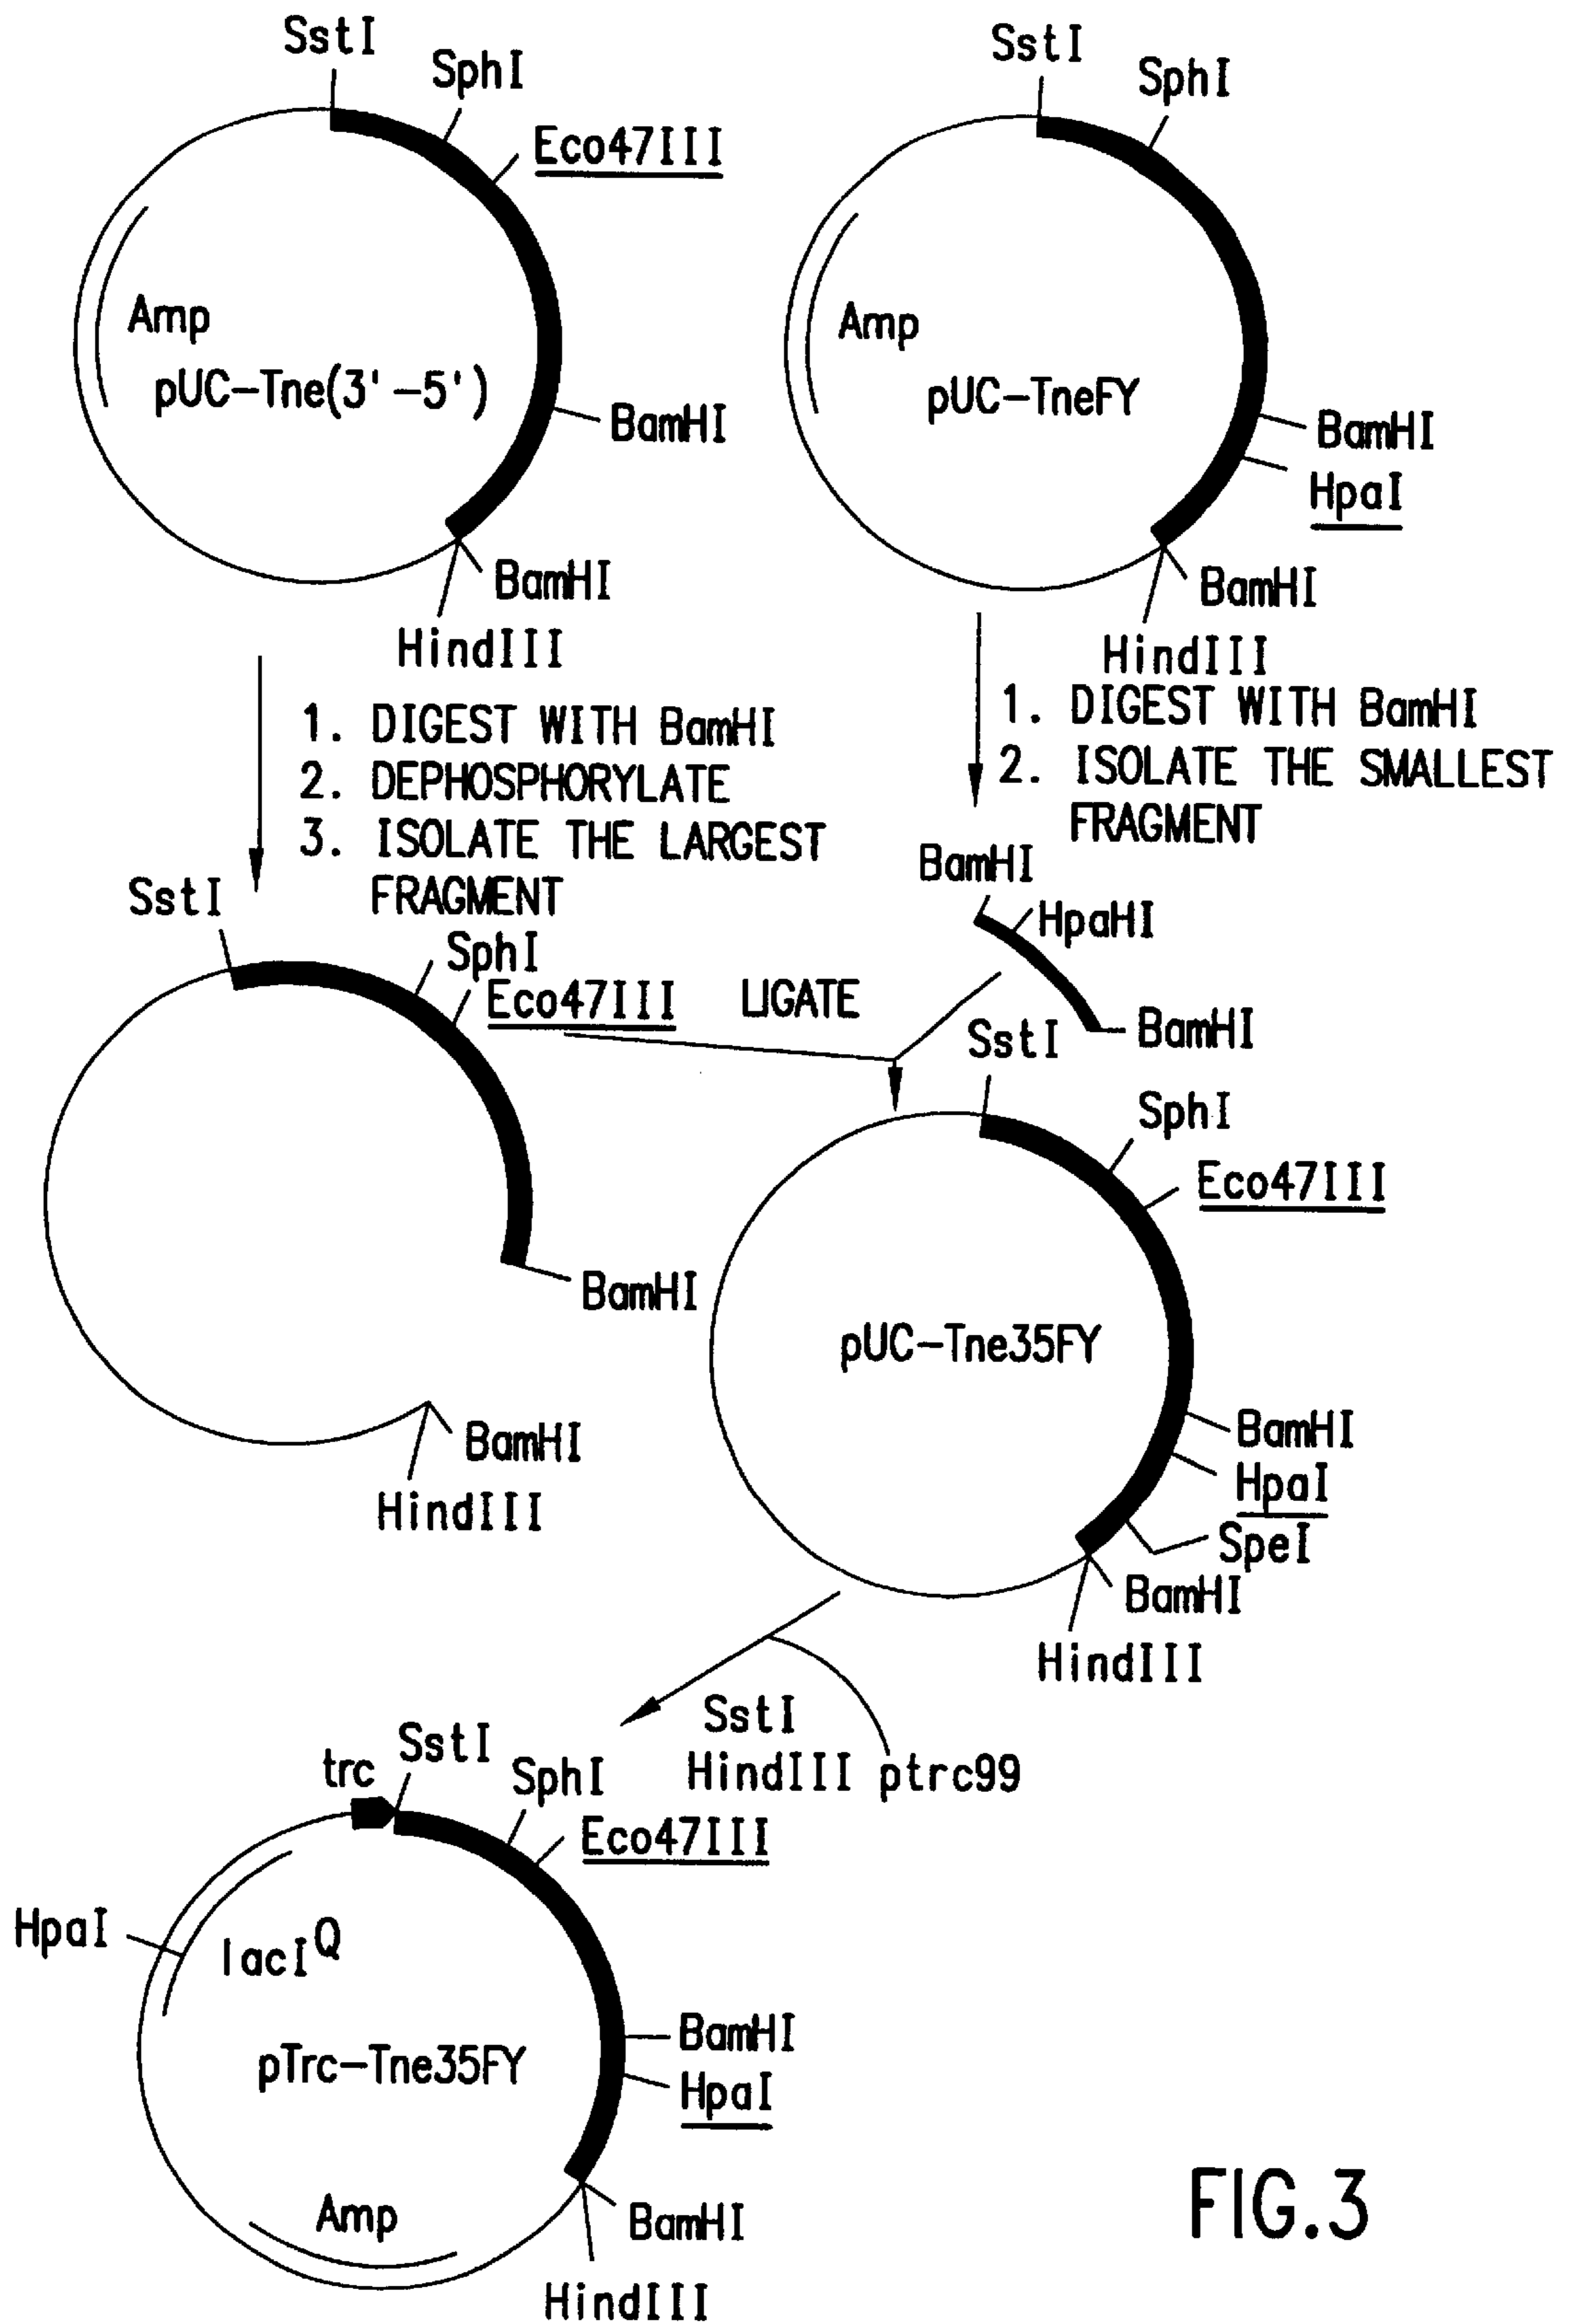 SstI
SphI
Eco47III
Amp
pUC-Tne(3'-5')
BamHI
BamHI
HindIII
SstI
SphI
Amp
pUC-TneFY
BamHI
HpaI
BamHI
HindIII
1. DIGEST WITH BamHI
2. DEPHOSPHORYLATE
3. ISOLATE THE LARGEST
FRAGMENT
1. DIGEST WITH BamHI
2. ISOLATE THE SMALLEST
FRAGMENT
BamHI
HpaHI
BamHI
SstI
SphI
Eco47III
LIGATE
BamHI
BamHI
HindIII
SstI
SphI
Eco47III
pUC-Tne35FY
BamHI
HpaI
SpeI
BamHI
HindIII
SstI
HindIII ptrc99
trc
SstI
SphI
Eco47III
HpaI
lacIQ
pTrc-Tne35FY
BamHI
HpaI
Amp
BamHI
HindIII
FIG.3